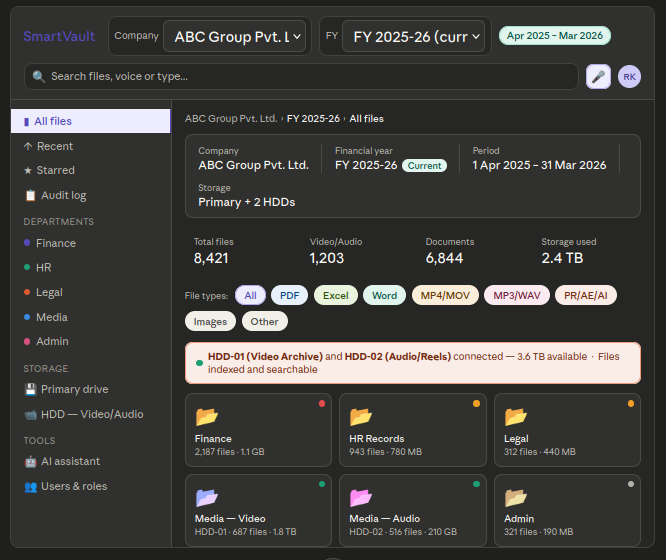 SmartVault
Company ABC Group Pvt. L
FY FY 2025-26 (curr
Apr 2025 – Mar 2026
Search files, voice or type...
RK
All files
Recent
Starred
Audit log
DEPARTMENTS
Finance
HR
Legal
Media
Admin
STORAGE
Primary drive
HDD — Video/Audio
TOOLS
AI assistant
Users & roles
ABC Group Pvt. Ltd. › FY 2025-26 › All files
Company
ABC Group Pvt. Ltd.
Financial year
FY 2025-26 Current
Period
1 Apr 2025 – 31 Mar 2026
Storage
Primary + 2 HDDs
Total files
8,421
Video/Audio
1,203
Documents
6,844
Storage used
2.4 TB
File types: All PDF Excel Word MP4/MOV MP3/WAV PR/AE/AI
Images Other
HDD-01 (Video Archive) and HDD-02 (Audio/Reels) connected — 3.6 TB available · Files
indexed and searchable
Finance
2,187 files · 1.1 GB
HR Records
943 files · 780 MB
Legal
312 files · 440 MB
Media — Video
HDD-01 · 687 files · 1.8 TB
Media — Audio
HDD-02 · 516 files · 210 GB
Admin
321 files · 190 MB